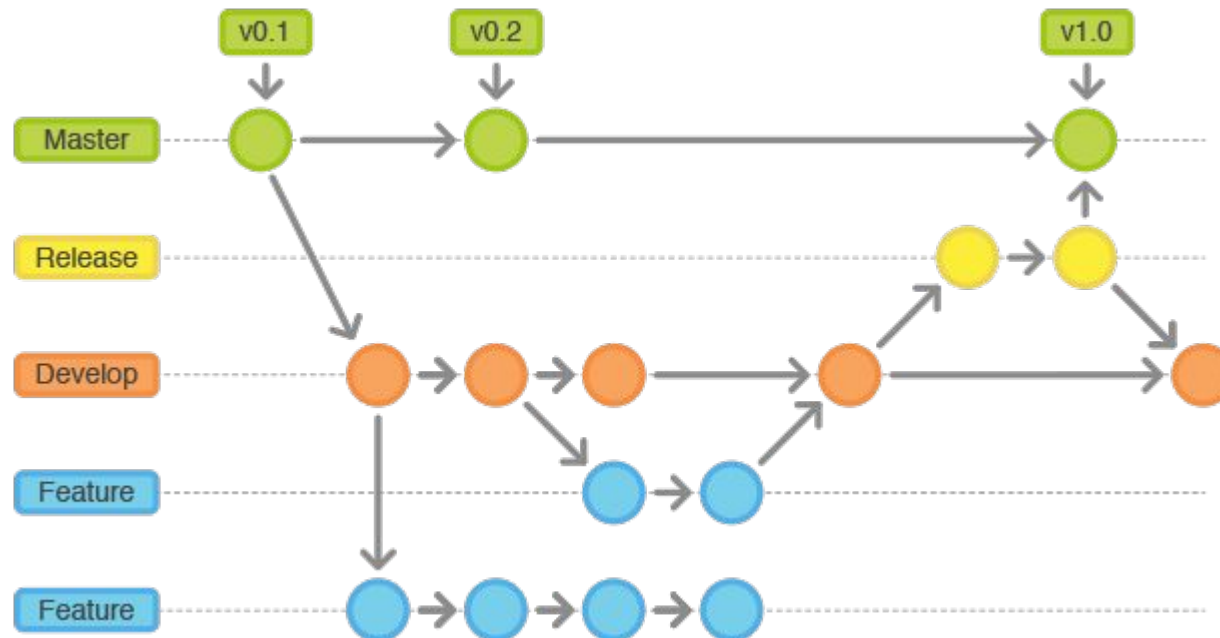 v0.1
v0.2
v1.0
Master
Release
Develop
Feature
Feature